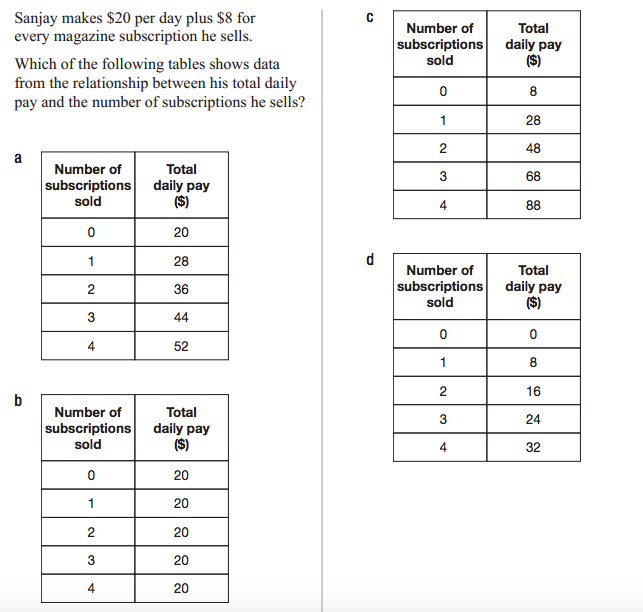 Sanjay makes $20 per day plus $8 for
every magazine subscription he sells.
Which of the following tables shows data
from the relationship between his total daily
pay and the number of subscriptions he sells?
a
Number of subscriptions sold Total daily pay ($)
0 20
1 28
2 36
3 44
4 52
b
Number of subscriptions sold Total daily pay ($)
0 20
1 20
2 20
3 20
4 20
c
Number of subscriptions sold Total daily pay ($)
0 8
1 28
2 48
3 68
4 88
d
Number of subscriptions sold Total daily pay ($)
0 0
1 8
2 16
3 24
4 32